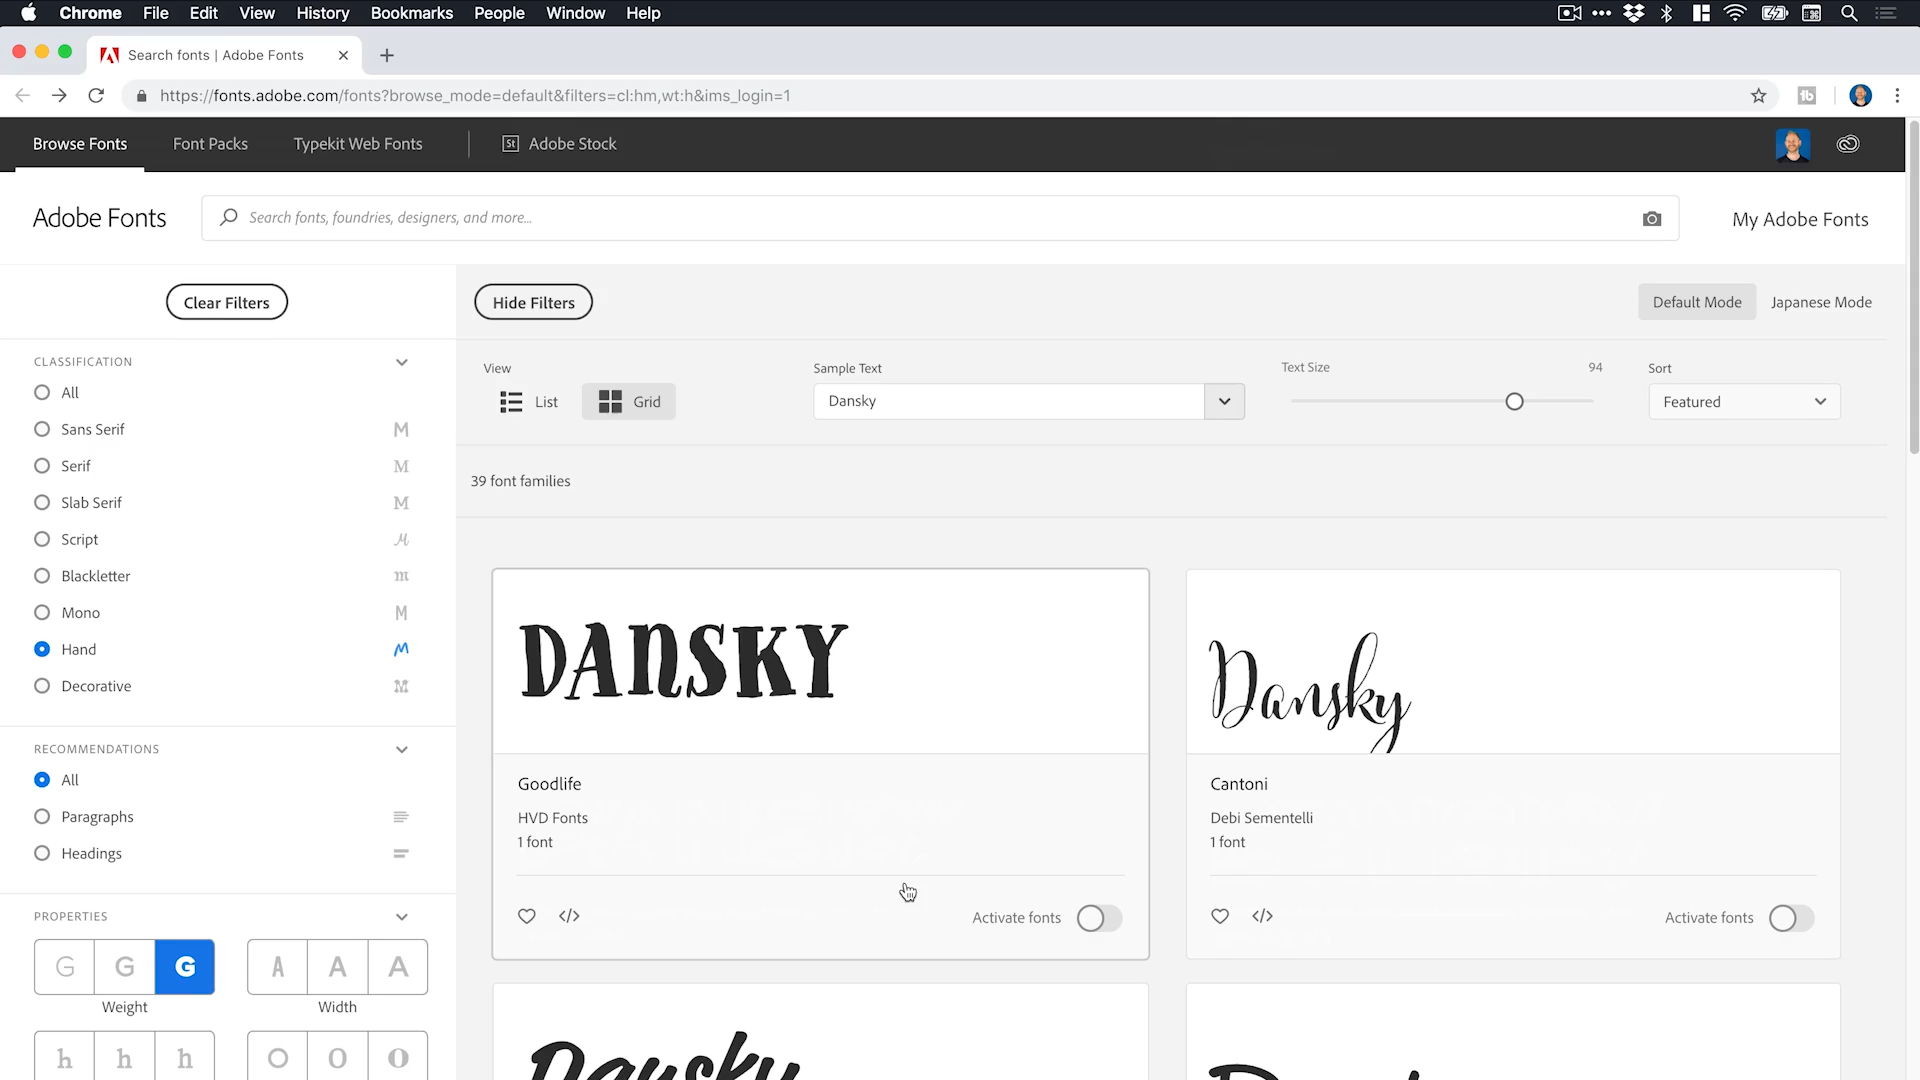 Chrome File Edit View History Bookmarks People Window Help
Search fonts | Adobe Fonts
https://fonts.adobe.com/fonts?browse_mode=default&filters=cl:hm,wt:h&ims_login=1
Browse Fonts Font Packs Typekit Web Fonts St Adobe Stock
Adobe Fonts
Search fonts, foundries, designers, and more...
My Adobe Fonts
Clear Filters
Hide Filters
Default Mode
Japanese Mode
CLASSIFICATION
All
Sans Serif M
Serif M
Slab Serif M
Script M
Blackletter m
Mono M
Hand M
Decorative M
RECOMMENDATIONS
All
Paragraphs
Headings
PROPERTIES
G G G
Weight
A A A
Width
h h h
O O O
View
List
Grid
Sample Text
Dansky
Text Size 94
Sort
Featured
39 font families
DANSKY
Goodlife
HVD Fonts
1 font
</> Activate fonts
Dansky
Cantoni
Debi Sementelli
1 font
</> Activate fonts
Dansky